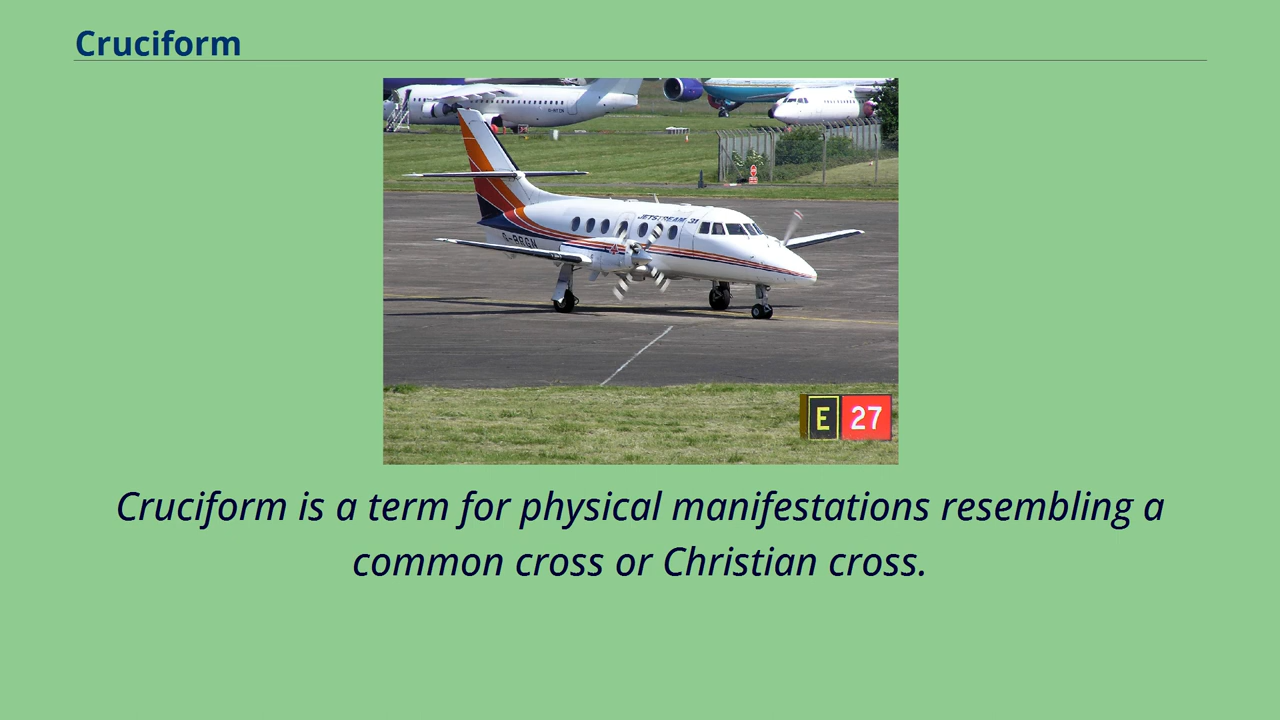 Cruciform
JETSTREAM 31
E 27
Cruciform is a term for physical manifestations resembling a
common cross or Christian cross.